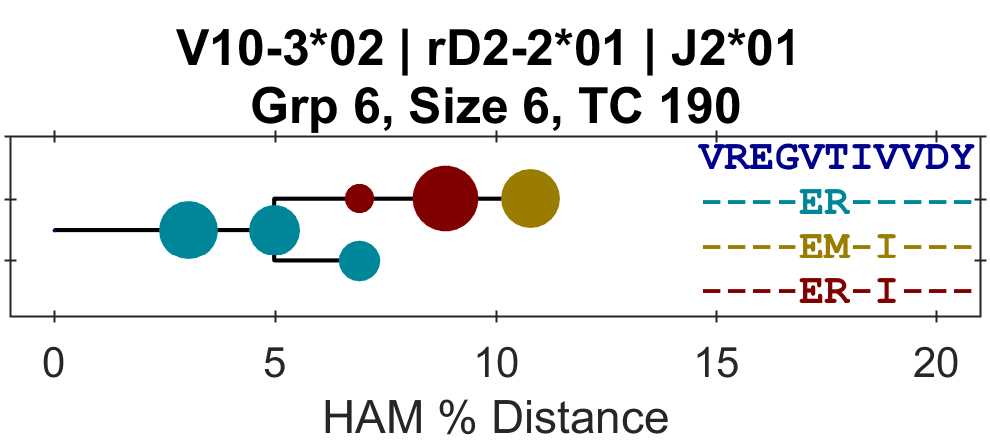 V10-3*02 | rD2-2*01 | J2*01
Grp 6, Size 6, TC 190
VREGVTIVVDY
----ER-----
----EM-I---
----ER-I---
0 5 10 15 20
HAM % Distance